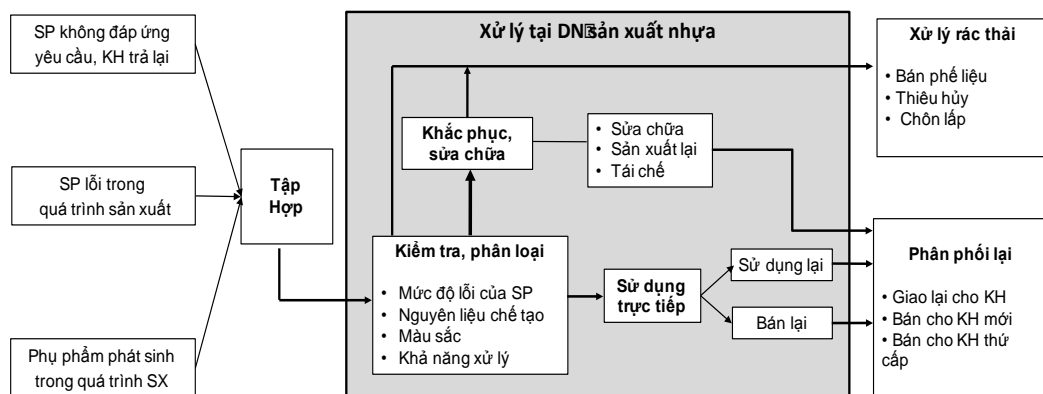 SP không đáp ứng
yêu cầu, KH trả lại
SP lỗi trong
quá trình sản xuất
Phụ phẩm phát sinh
trong quá trình SX
Tập
Hợp
Xử lý tại DN sản xuất nhựa
Khắc phục,
sửa chữa
• Sửa chữa
• Sản xuất lại
• Tái chế
Kiểm tra, phân loại
• Mức độ lỗi của SP
• Nguyên liệu chế tạo
• Màu sắc
• Khả năng xử lý
Sử dụng
trực tiếp
Sử dụng lại
Bán lại
Xử lý rác thải
• Bán phế liệu
• Thiêu hủy
• Chôn lấp
Phân phối lại
• Giao lại cho KH
• Bán cho KH mới
• Bán cho KH thứ
cấp